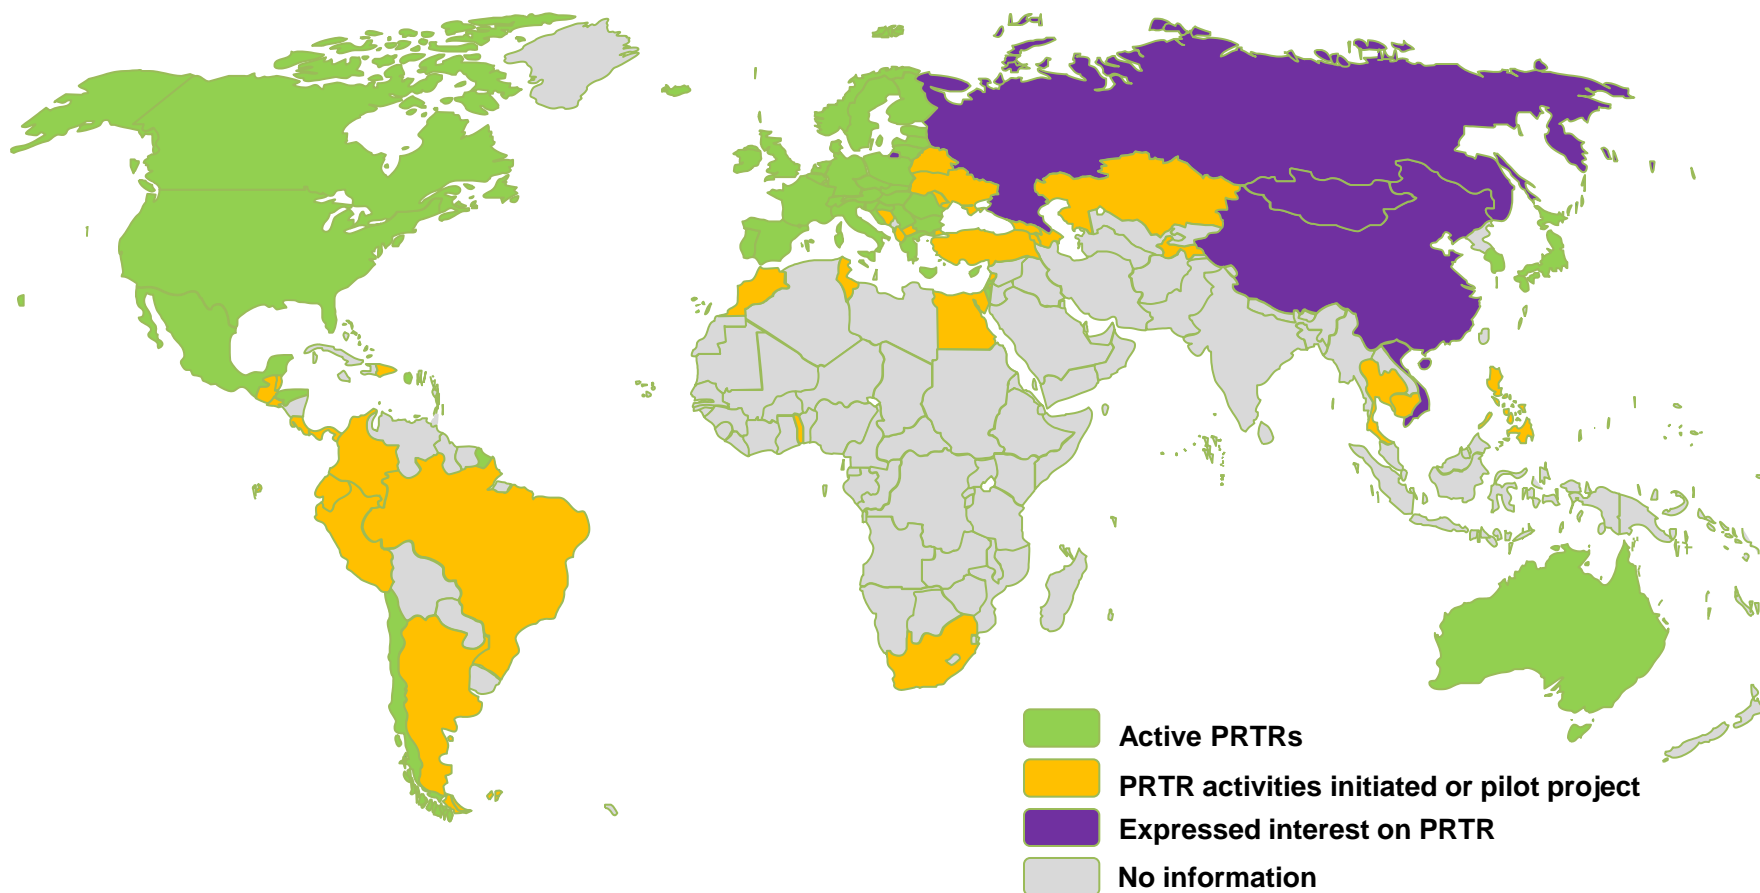 Active PRTRs
PRTR activities initiated or pilot project
Expressed interest on PRTR
No information